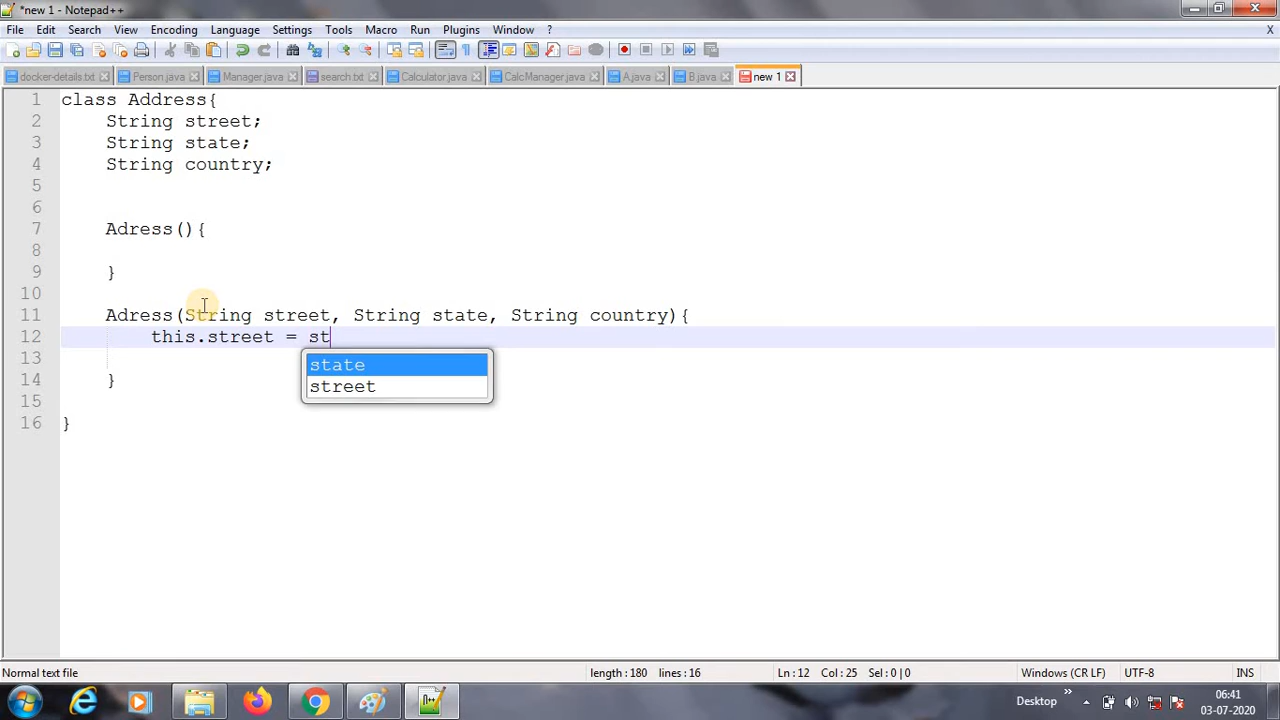 *new 1 - Notepad++
File Edit Search View Encoding Language Settings Tools Macro Run Plugins Window ? X
docker details.txt Person.java Manager.java search.txt Calculator.java CalcManager.java A.java B.java new 1
1 class Address{
2 String street;
3 String state;
4 String country;
5
6
7 Adress(){
8
9 }
10
11 Adress(String street, String state, String country){
12 this.street = st
13 state
street
14 }
15
16 }
Normal text file length : 180 lines : 16 Ln : 12 Col : 25 Sel : 0 | 0 Windows (CR LF) UTF-8 INS
Desktop » 06:41
03-07-2020